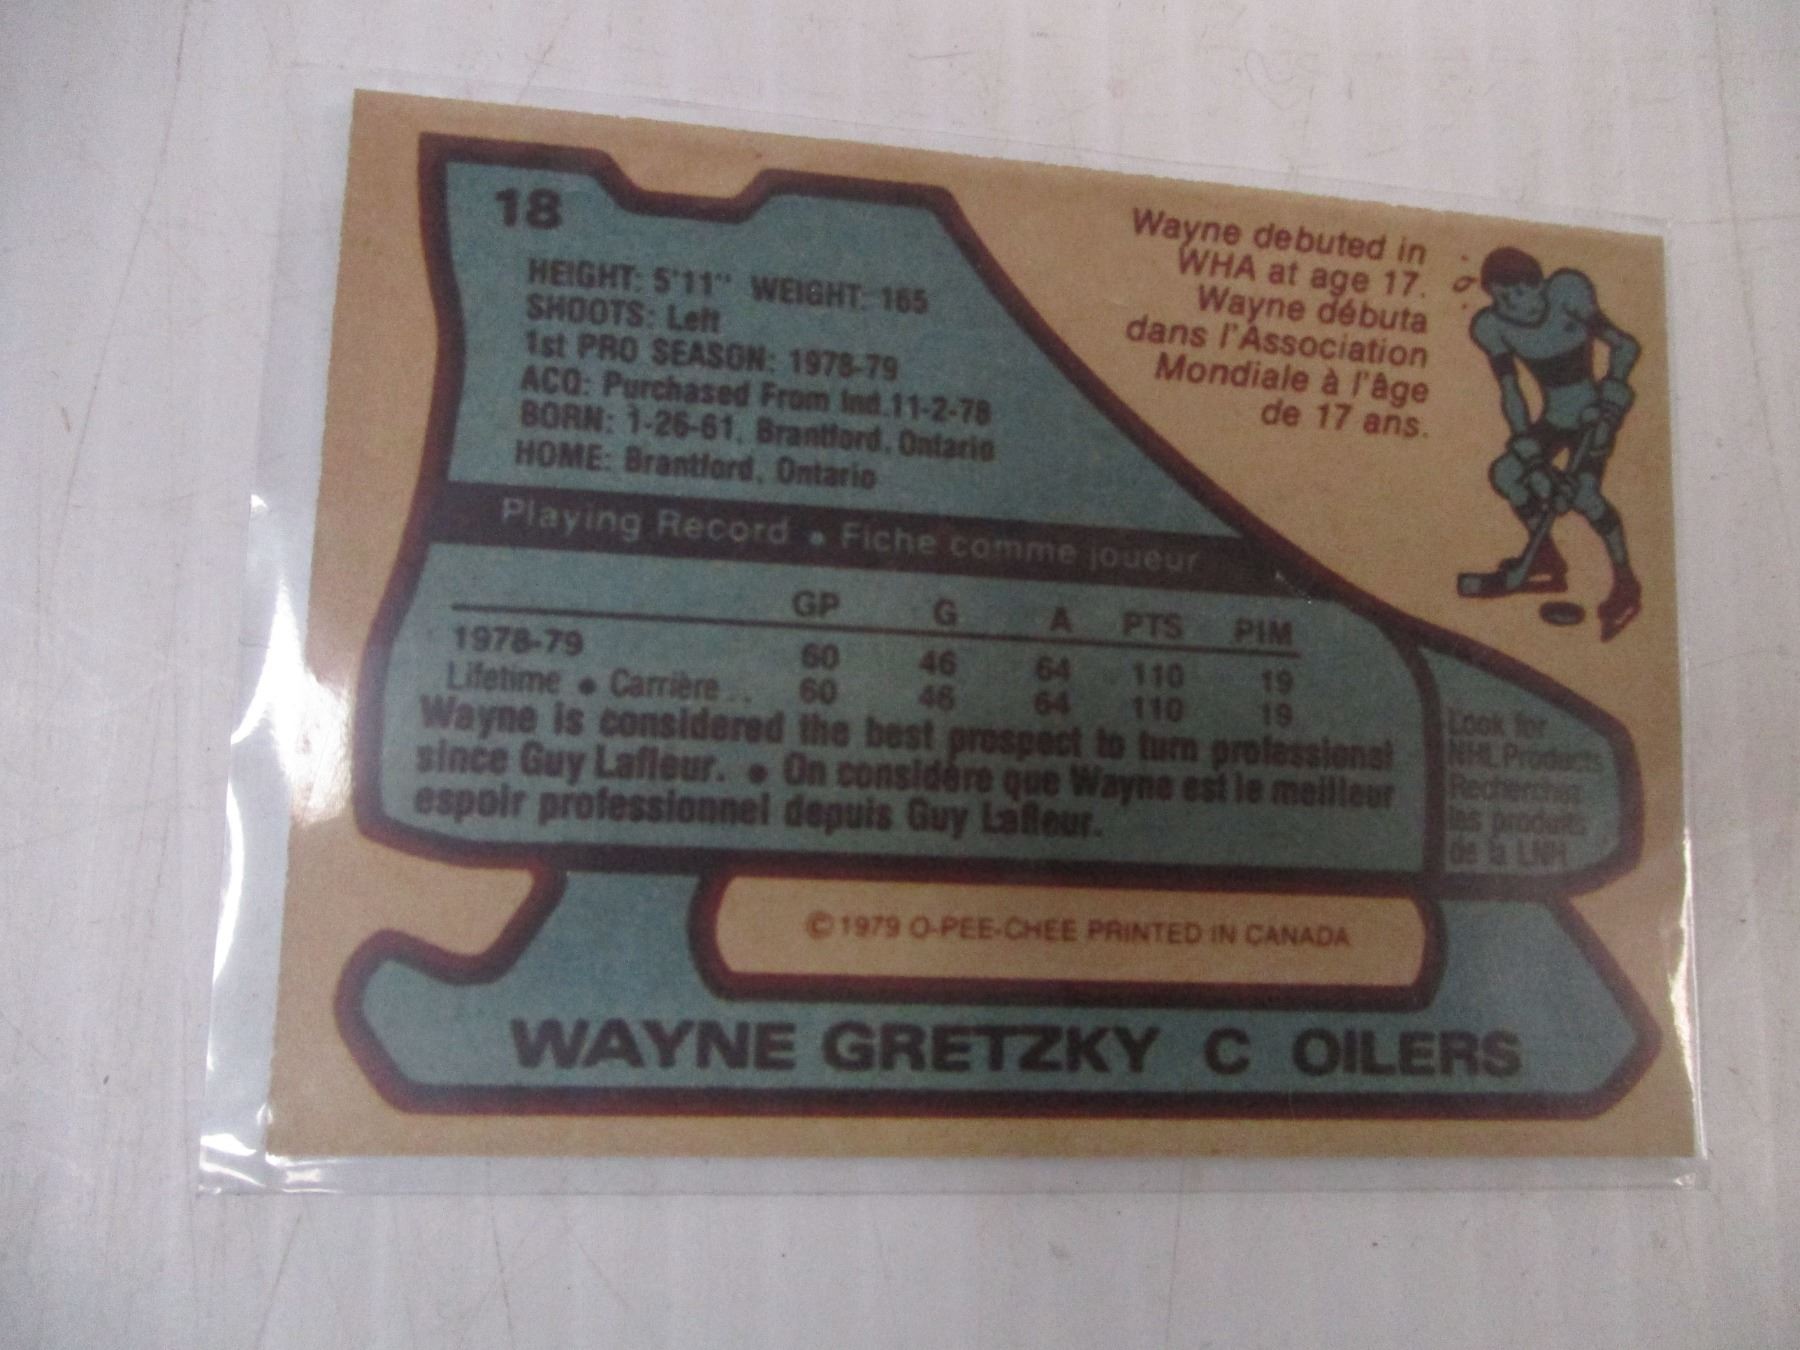 18
HEIGHT: 5'11" WEIGHT: 165
SHOOTS: Left
1st PRO SEASON: 1978-79
ACQ: Purchased From Ind. 11-2-78
BORN: 1-26-61, Brantford, Ontario
HOME: Brantford, Ontario
Wayne debuted in
WHA at age 17.
Wayne débuta
dans l'Association
Mondiale à l'âge
de 17 ans.
Playing Record • Fiche comme joueur
GP G A PTS PIM
1978-79 60 46 64 110 19
Lifetime • Carrière .. 60 46 64 110 19
Wayne is considered the best prospect to turn professional
since Guy Lafleur. • On considère que Wayne est le meilleur
espoir professionnel depuis Guy Lafleur.
Look for
NHL Products
Recherchez
les produits
de la LNH
© 1979 O-PEE-CHEE PRINTED IN CANADA
WAYNE GRETZKY C OILERS